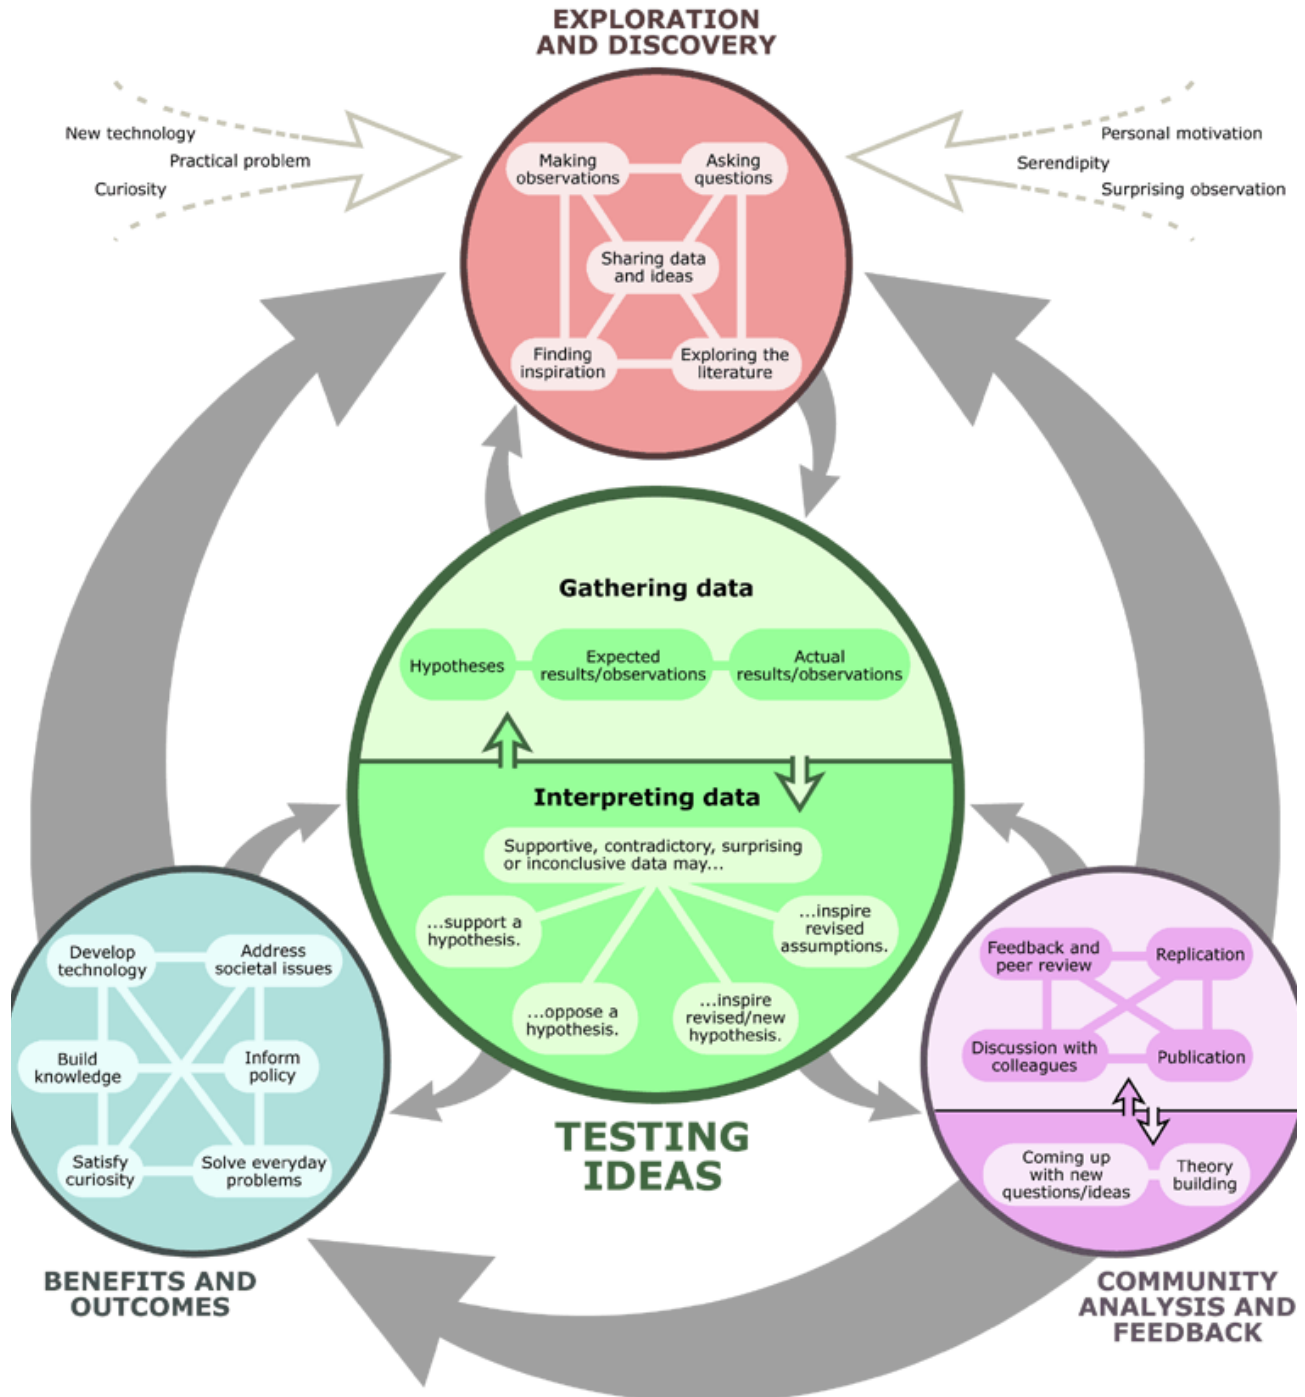 EXPLORATION
AND DISCOVERY
New technology
Practical problem
Curiosity
Personal motivation
Serendipity
Surprising observation
Making
observations
Asking
questions
Sharing data
and ideas
Finding
inspiration
Exploring the
literature
Gathering data
Hypotheses
Expected
results/observations
Actual
results/observations
Interpreting data
Supportive, contradictory, surprising
or inconclusive data may...
...support a
hypothesis.
...oppose a
hypothesis.
...inspire
revised/new
hypothesis.
...inspire
revised
assumptions.
TESTING
IDEAS
Develop
technology
Address
societal issues
Build
knowledge
Inform
policy
Satisfy
curiosity
Solve everyday
problems
BENEFITS AND
OUTCOMES
Feedback and
peer review
Replication
Discussion with
colleagues
Publication
Coming up
with new
questions/ideas
Theory
building
COMMUNITY
ANALYSIS AND
FEEDBACK